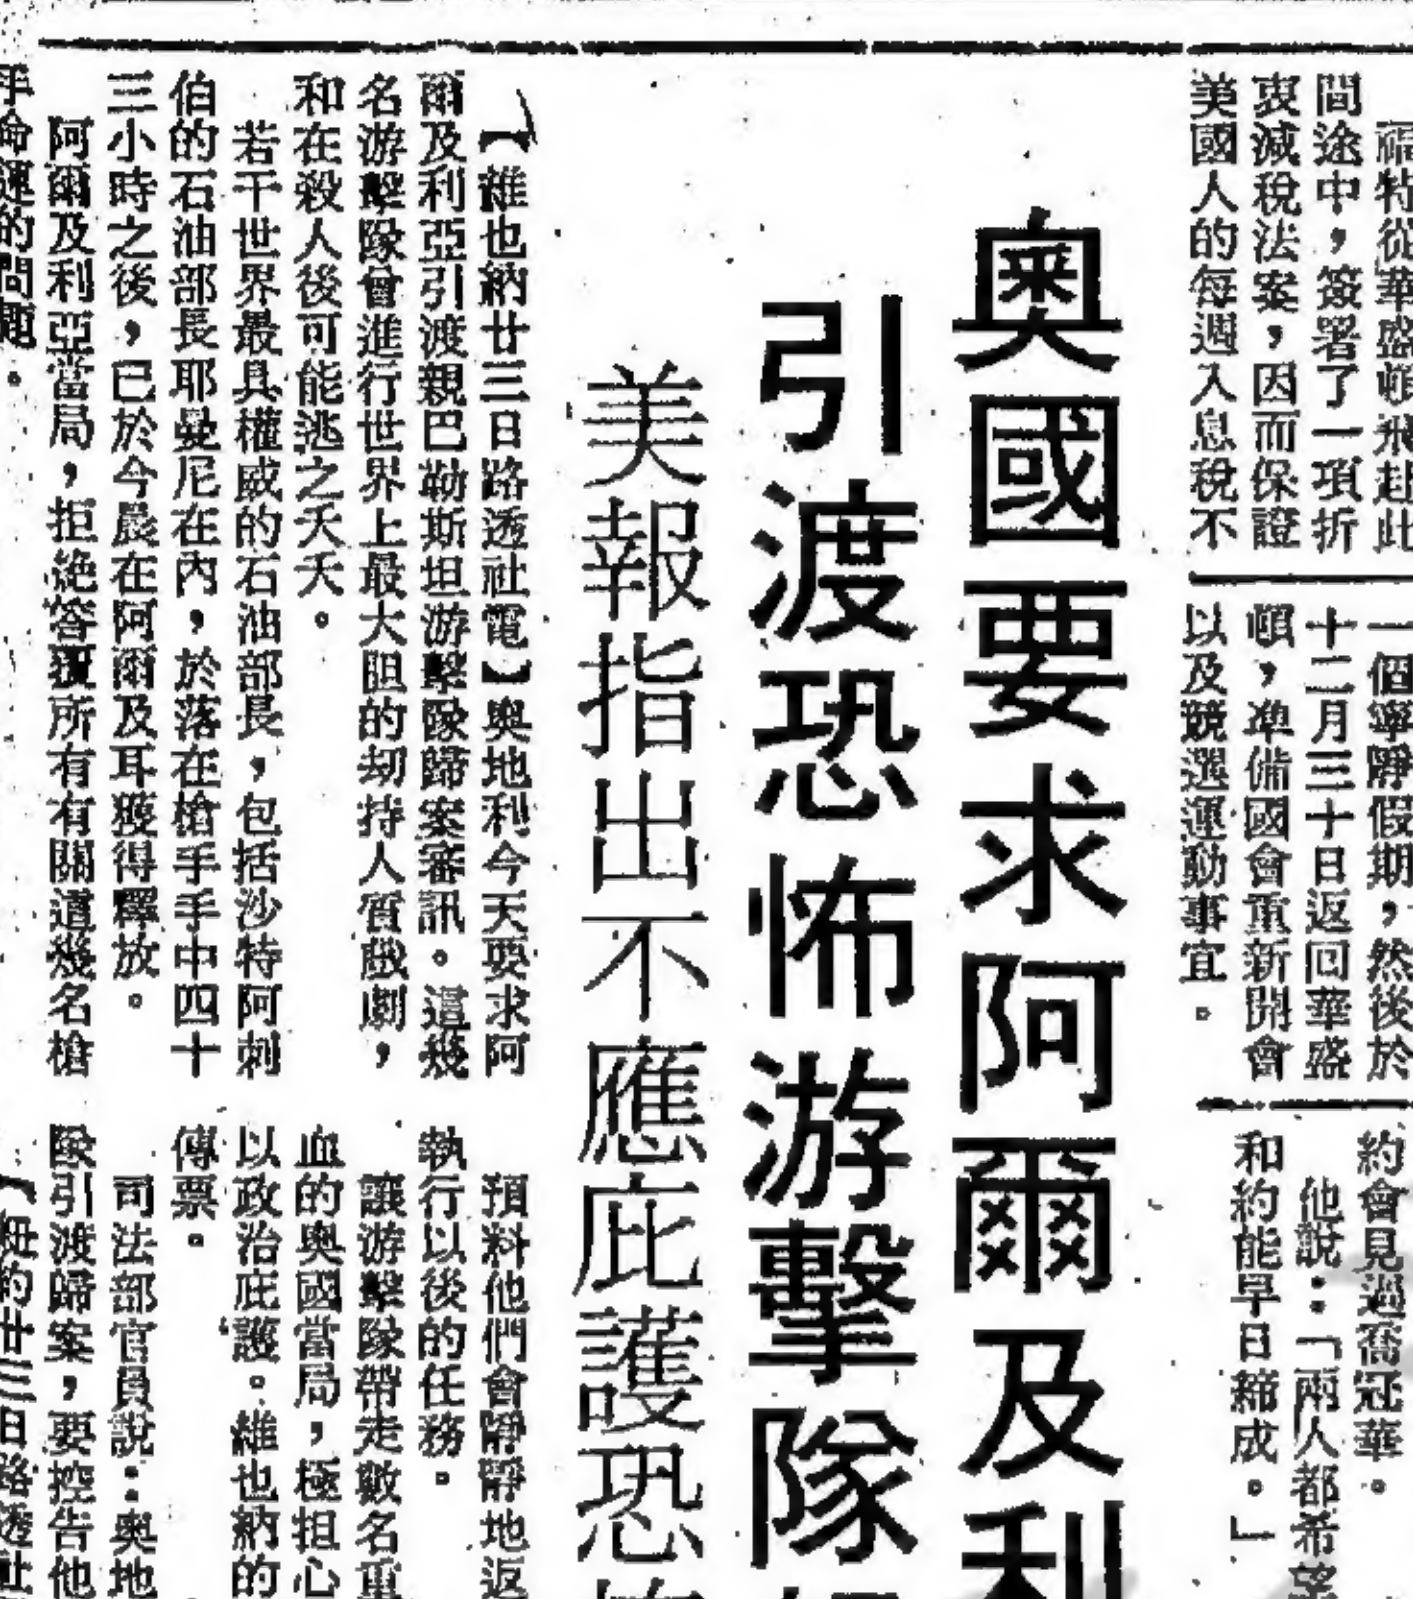 福特從華盛頓飛赴此
間途中，簽署了一項折
衷減稅法案，因而保證
美國人的每週入息稅不
一個寧靜假期，然後於
十二月三十日返回華盛
頓，準備國會重新開會
以及競選運動事宜。
約會見過喬冠華。
他說：「兩人都希望
和約能早日締成。」
奧國要求阿爾及利
引渡恐怖游擊隊
美報指出不應庇護恐
【維也納廿三日路透社電】奧地利今天要求阿
爾及利亞引渡親巴勒斯坦游擊隊歸案審訊。這幾
名游擊隊曾進行世界上最大胆的刼持人質戲劇，
和在殺人後可能逃之夭夭。
若干世界最具權威的石油部長，包括沙特阿刺
伯的石油部長耶曼尼在內，於落在槍手手中四十
三小時之後，已於今晨在阿爾及耳獲得釋放。
阿爾及利亞當局，拒絕答覆所有有關這幾名槍
手命運的問題。
預料他們會靜靜地返
執行以後的任務。
讓游擊隊帶走數名重
血的奧國當局，極担心
以政治庇護。維也納的
傳票。
司法部官員說：奧地
隊引渡歸案，要控告他
【紐約廿三日路透社